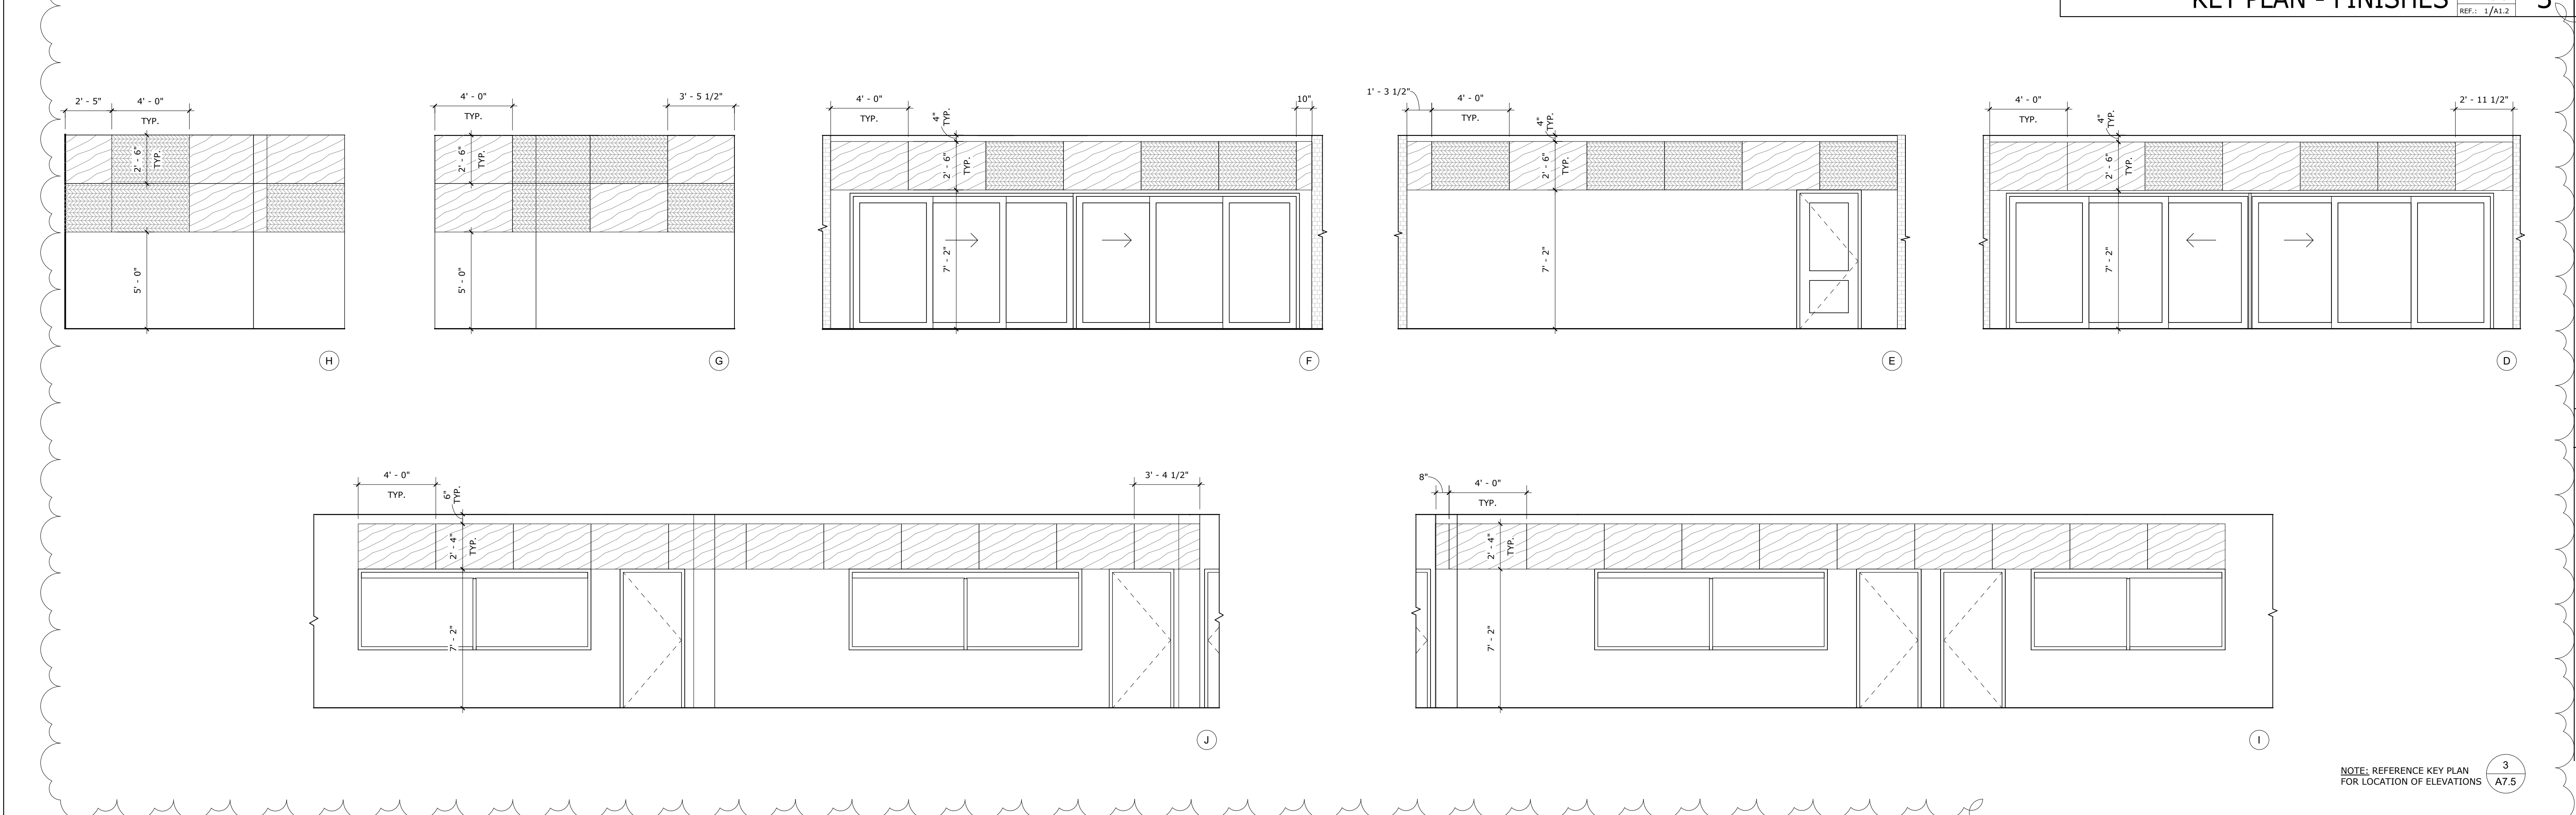 KEY PLAN - FINISHES
REF.: 1/A1.2
3
2' - 5"
4' - 0"
TYP.
2' - 6"
TYP.
5' - 0"
H
4' - 0"
TYP.
3' - 5 1/2"
2' - 6"
TYP.
5' - 0"
G
4' - 0"
TYP.
4"
TYP.
10"
2' - 6"
TYP.
7' - 2"
F
1' - 3 1/2"
4' - 0"
TYP.
4"
TYP.
2' - 6"
TYP.
7' - 2"
E
4' - 0"
TYP.
4"
TYP.
2' - 11 1/2"
2' - 6"
TYP.
7' - 2"
D
4' - 0"
TYP.
6"
TYP.
3' - 4 1/2"
2' - 4"
TYP.
7' - 2"
J
8"
4' - 0"
TYP.
2' - 4"
TYP.
7' - 2"
I
NOTE: REFERENCE KEY PLAN
FOR LOCATION OF ELEVATIONS
3
A7.5